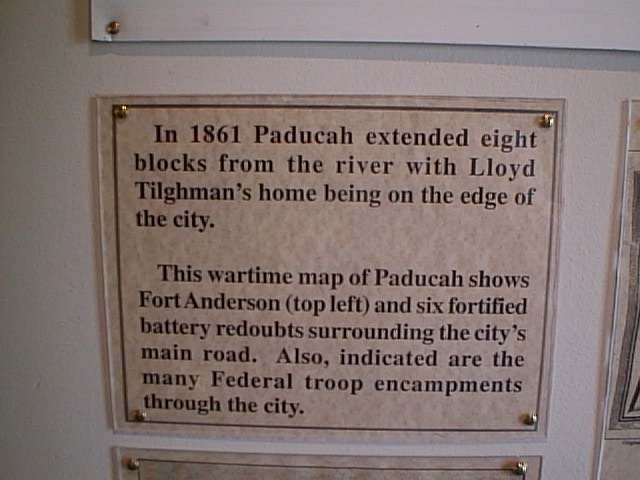 In 1861 Paducah extended eight
blocks from the river with Lloyd
Tilghman's home being on the edge of
the city.
This wartime map of Paducah shows
Fort Anderson (top left) and six fortified
battery redoubts surrounding the city's
main road. Also, indicated are the
many Federal troop encampments
through the city.